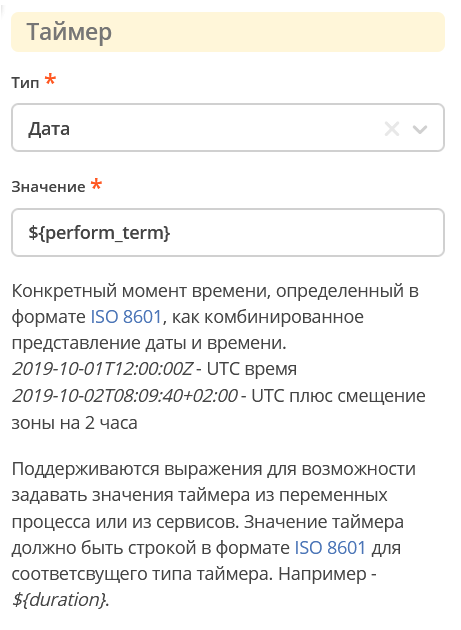 Таймер
Тип *
Дата
Значение *
${perform_term}
Конкретный момент времени, определенный в
формате ISO 8601, как комбинированное
представление даты и времени.
2019-10-01T12:00:00Z - UTC время
2019-10-02T08:09:40+02:00 - UTC плюс смещение
зоны на 2 часа
Поддерживаются выражения для возможности
задавать значения таймера из переменных
процесса или из сервисов. Значение таймера
должно быть строкой в формате ISO 8601 для
соответсвущего типа таймера. Например -
${duration}.